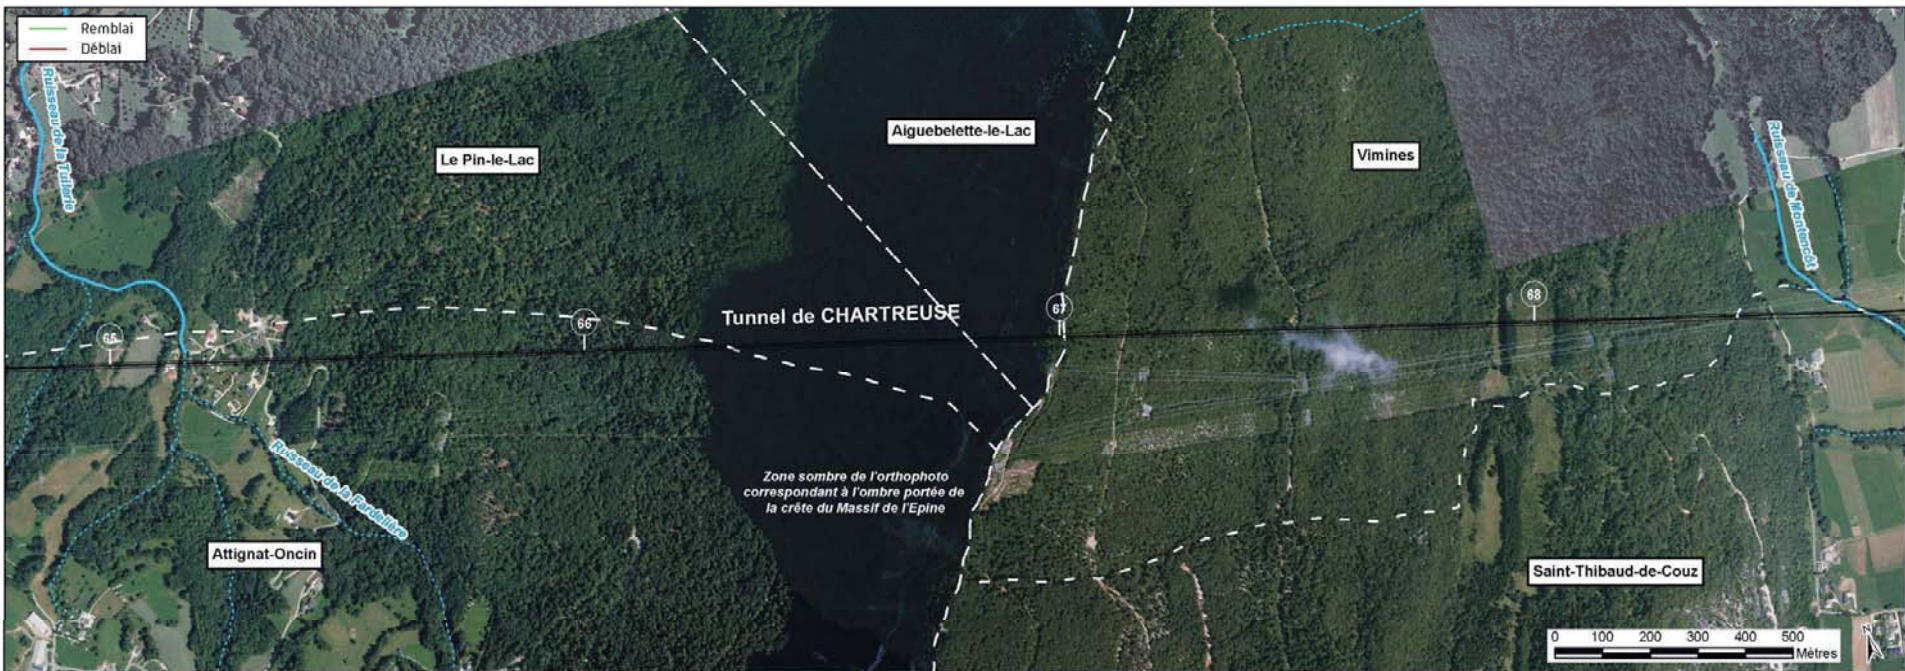 Remblai
Déblai
Ruisseau de la Tuilerie
Le Pin-le-Lac
Aiguebelette-le-Lac
Vimines
Ruisseau de Montencôt
65
66
Tunnel de CHARTREUSE
67
68
Ruisseau de la Fardelière
Zone sombre de l'orthophoto
correspondant à l'ombre portée de
la crête du Massif de l'Epine
Attignat-Oncin
Saint-Thibaud-de-Couz
0 100 200 300 400 500
Mètres
N